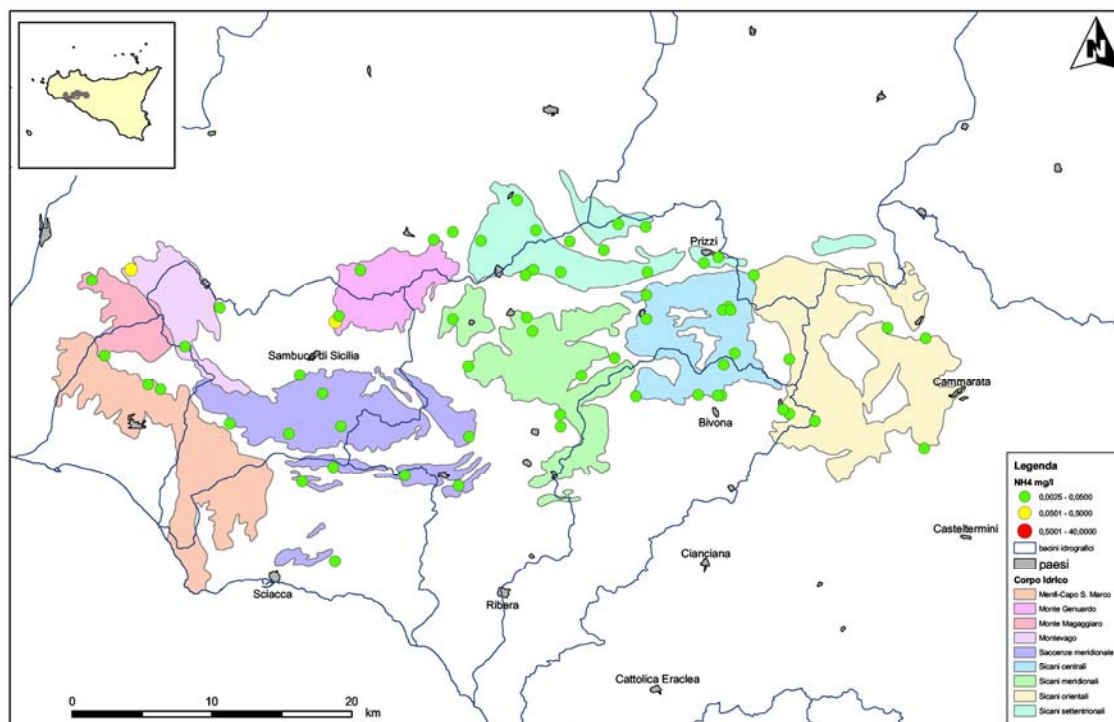 N
Prizzi
Sambuca di Sicilia
Cammarata
Bivona
Casteltermini
Cianciana
Sciacca
Ribera
Cattolica Eraclea
0 10 20
km
Legenda
NH4 mg/l
0,0025 - 0,0500
0,0501 - 0,5000
0,5001 - 40,0000
bacini idrografici
paesi
Corpo Idrico
Menfi-Capo S. Marco
Monte Genuardo
Monte Magaggiaro
Montevago
Saccenze meridionale
Sicani centrali
Sicani meridionali
Sicani orientali
Sicani settentrionali